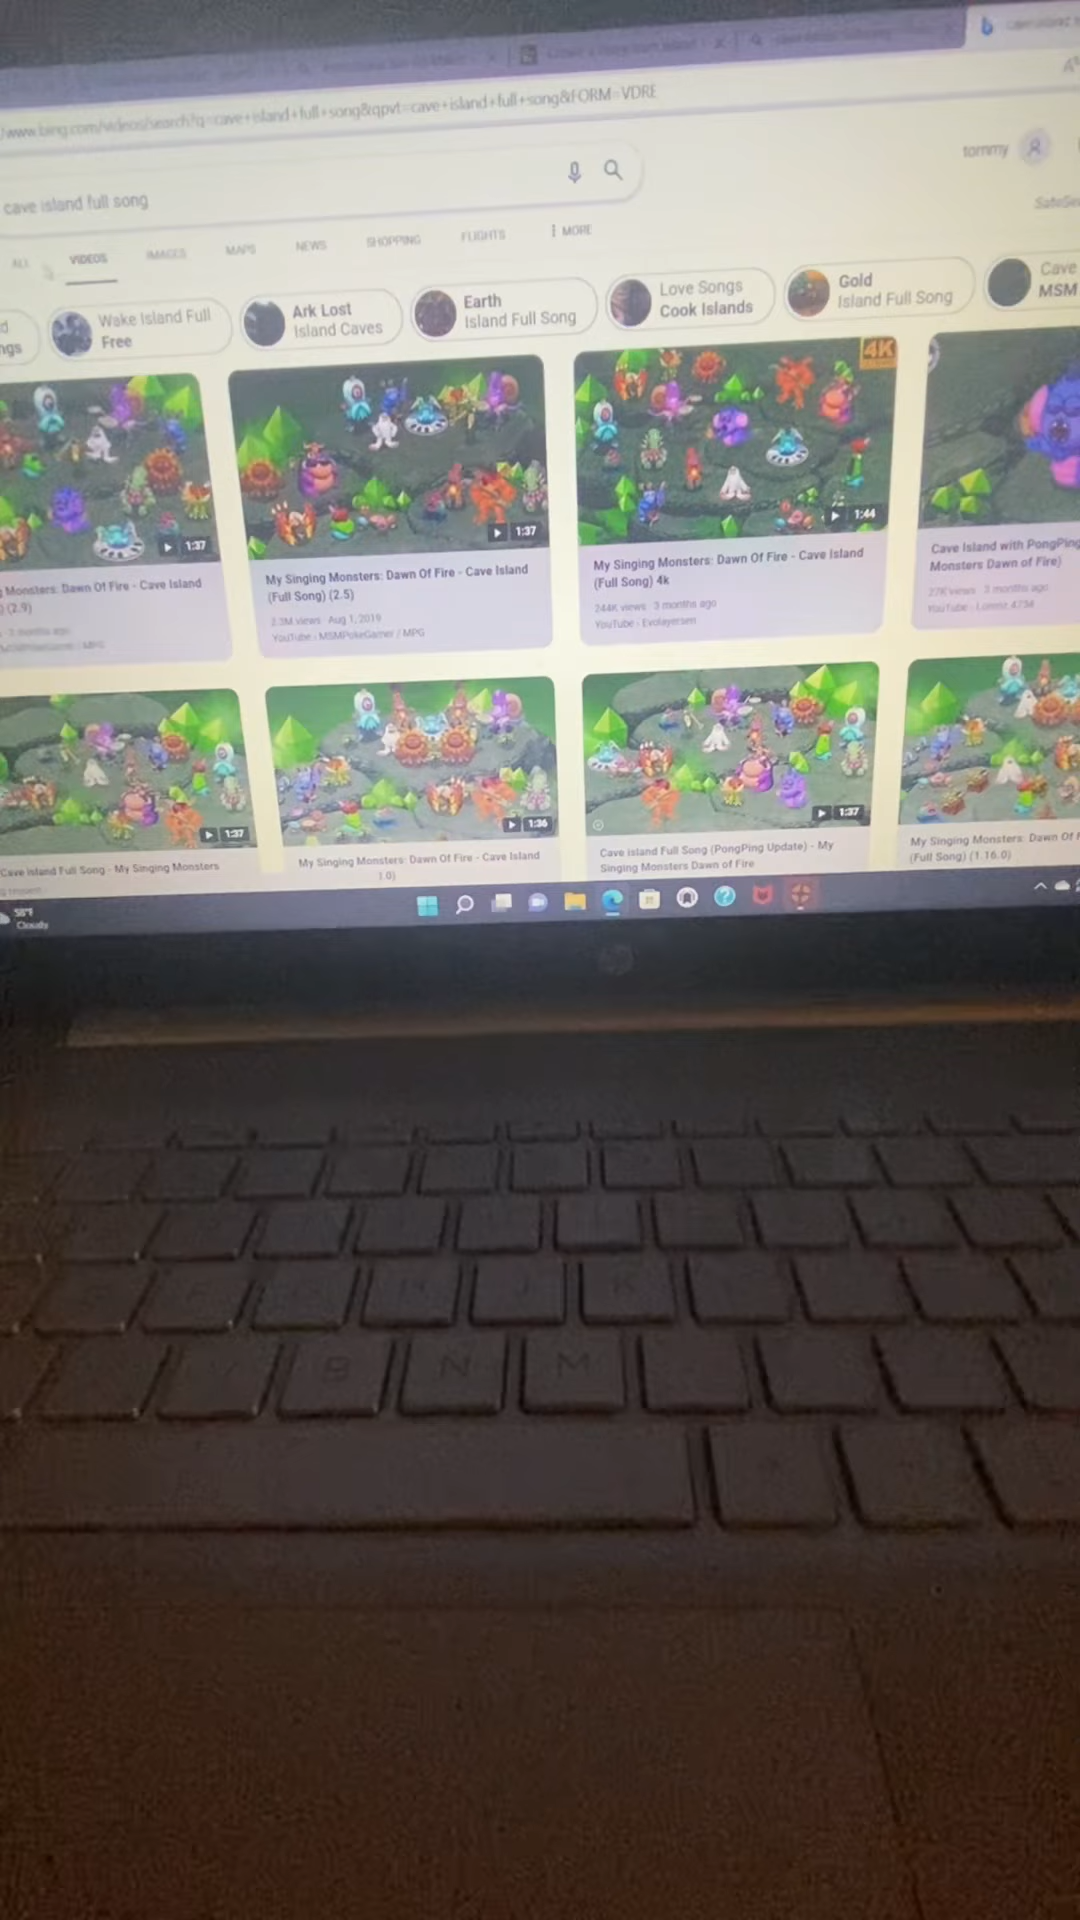 www.bing.com/videos/search?q=cave+island+full+song&qpvt=cave+island+full+song&FORM=VDRE
tommy
cave island full song
ALL VIDEOS IMAGES MAPS NEWS SHOPPING FLIGHTS MORE
Wake Island Full
Free
Ark Lost
Island Caves
Earth
Island Full Song
Love Songs
Cook Islands
Gold
Island Full Song
Cave
MSM
4K
1:37
1:37
1:44
Monsters: Dawn Of Fire - Cave Island
(2.9)
3 months ago
My Singing Monsters: Dawn Of Fire - Cave Island
(Full Song) (2.5)
2.3M views · Aug 1, 2019
YouTube › MSMPokeGamer / MPG
My Singing Monsters: Dawn Of Fire - Cave Island
(Full Song) 4k
244K views · 3 months ago
YouTube › Evolayersen
Cave Island with PongPing
Monsters Dawn of Fire)
27K views · 3 months ago
1:37
1:36
1:37
Cave Island Full Song - My Singing Monsters
My Singing Monsters: Dawn Of Fire - Cave Island
1.0)
Cave Island Full Song (PongPing Update) - My
Singing Monsters Dawn of Fire
My Singing Monsters: Dawn Of F
(Full Song) (1.16.0)
58°F
Cloudy
hp
J K
B N M